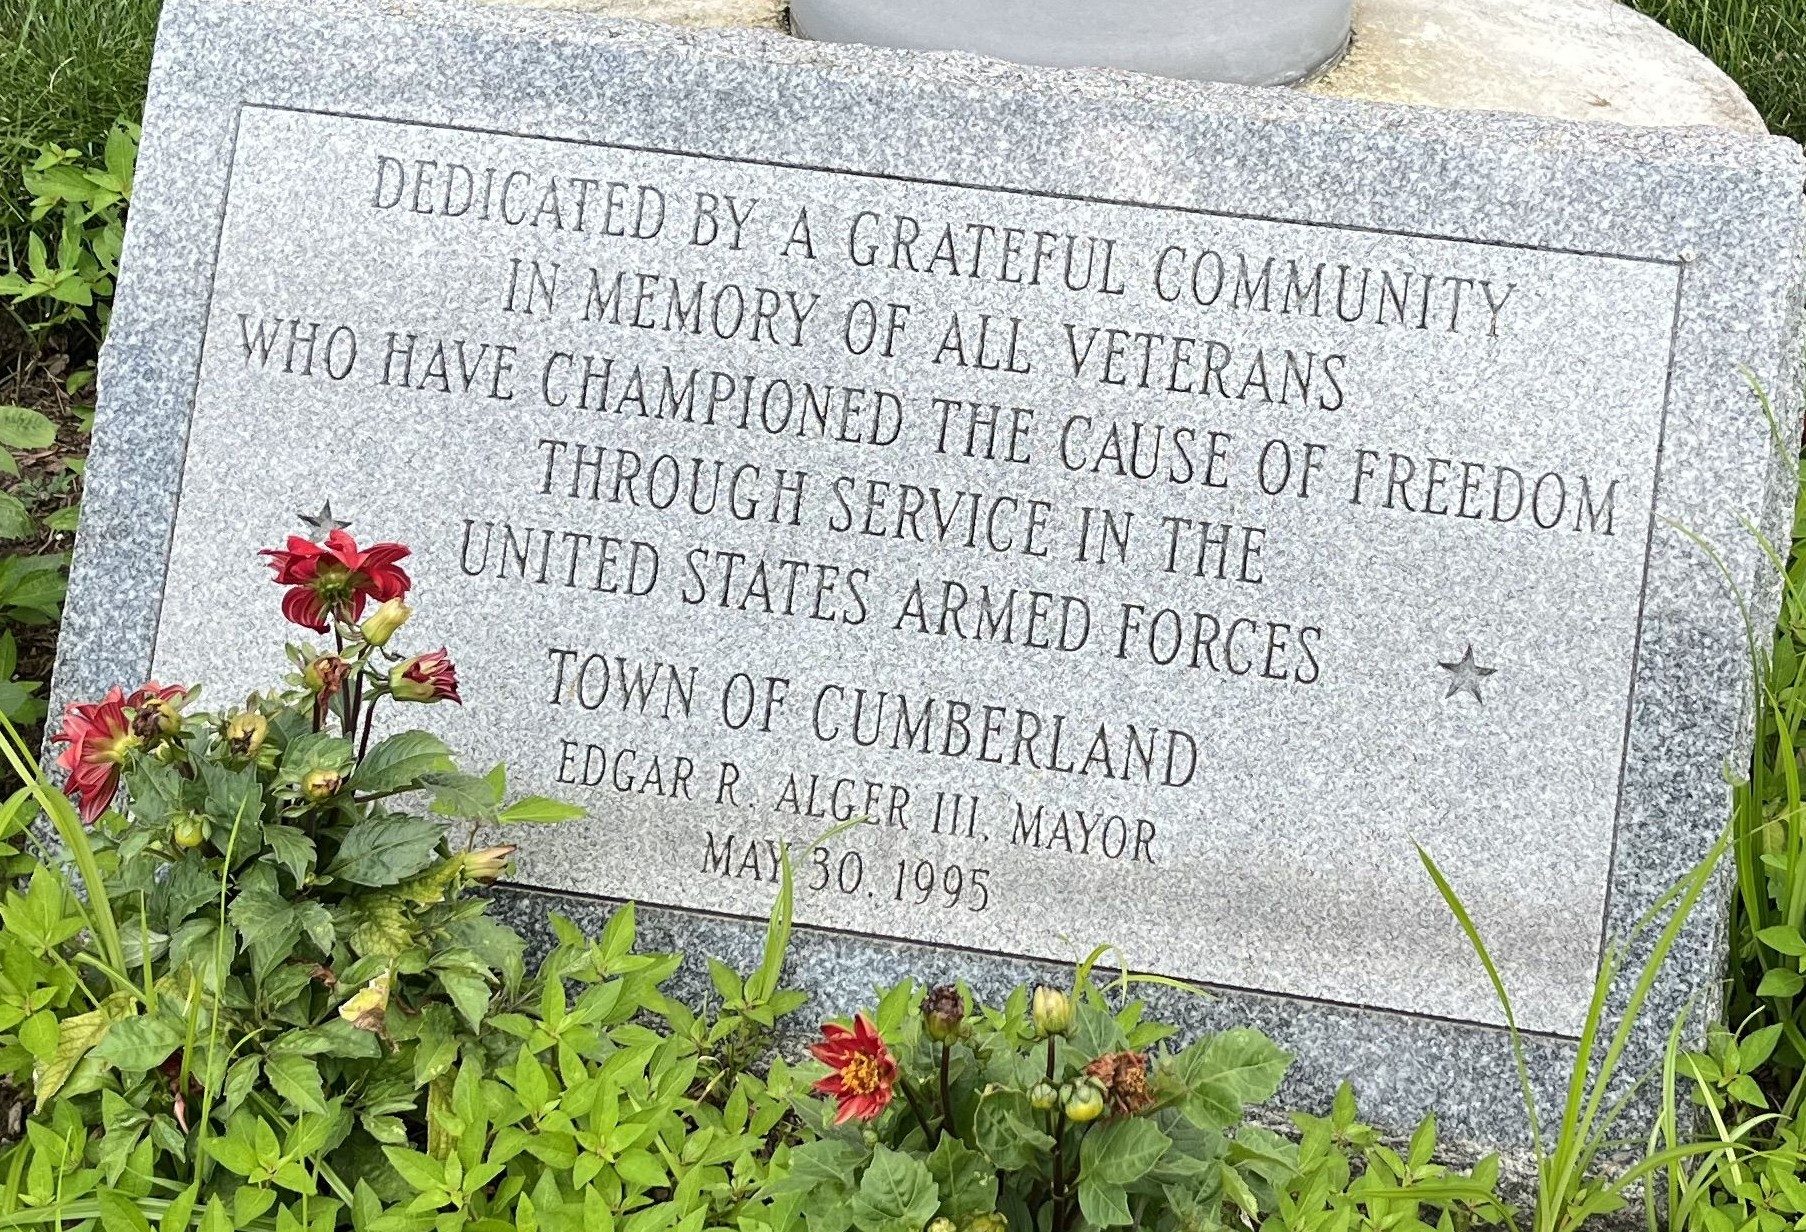 DEDICATED BY A GRATEFUL COMMUNITY
IN MEMORY OF ALL VETERANS
WHO HAVE CHAMPIONED THE CAUSE OF FREEDOM
THROUGH SERVICE IN THE
UNITED STATES ARMED FORCES
TOWN OF CUMBERLAND
EDGAR R. ALGER III, MAYOR
MAY 30, 1995